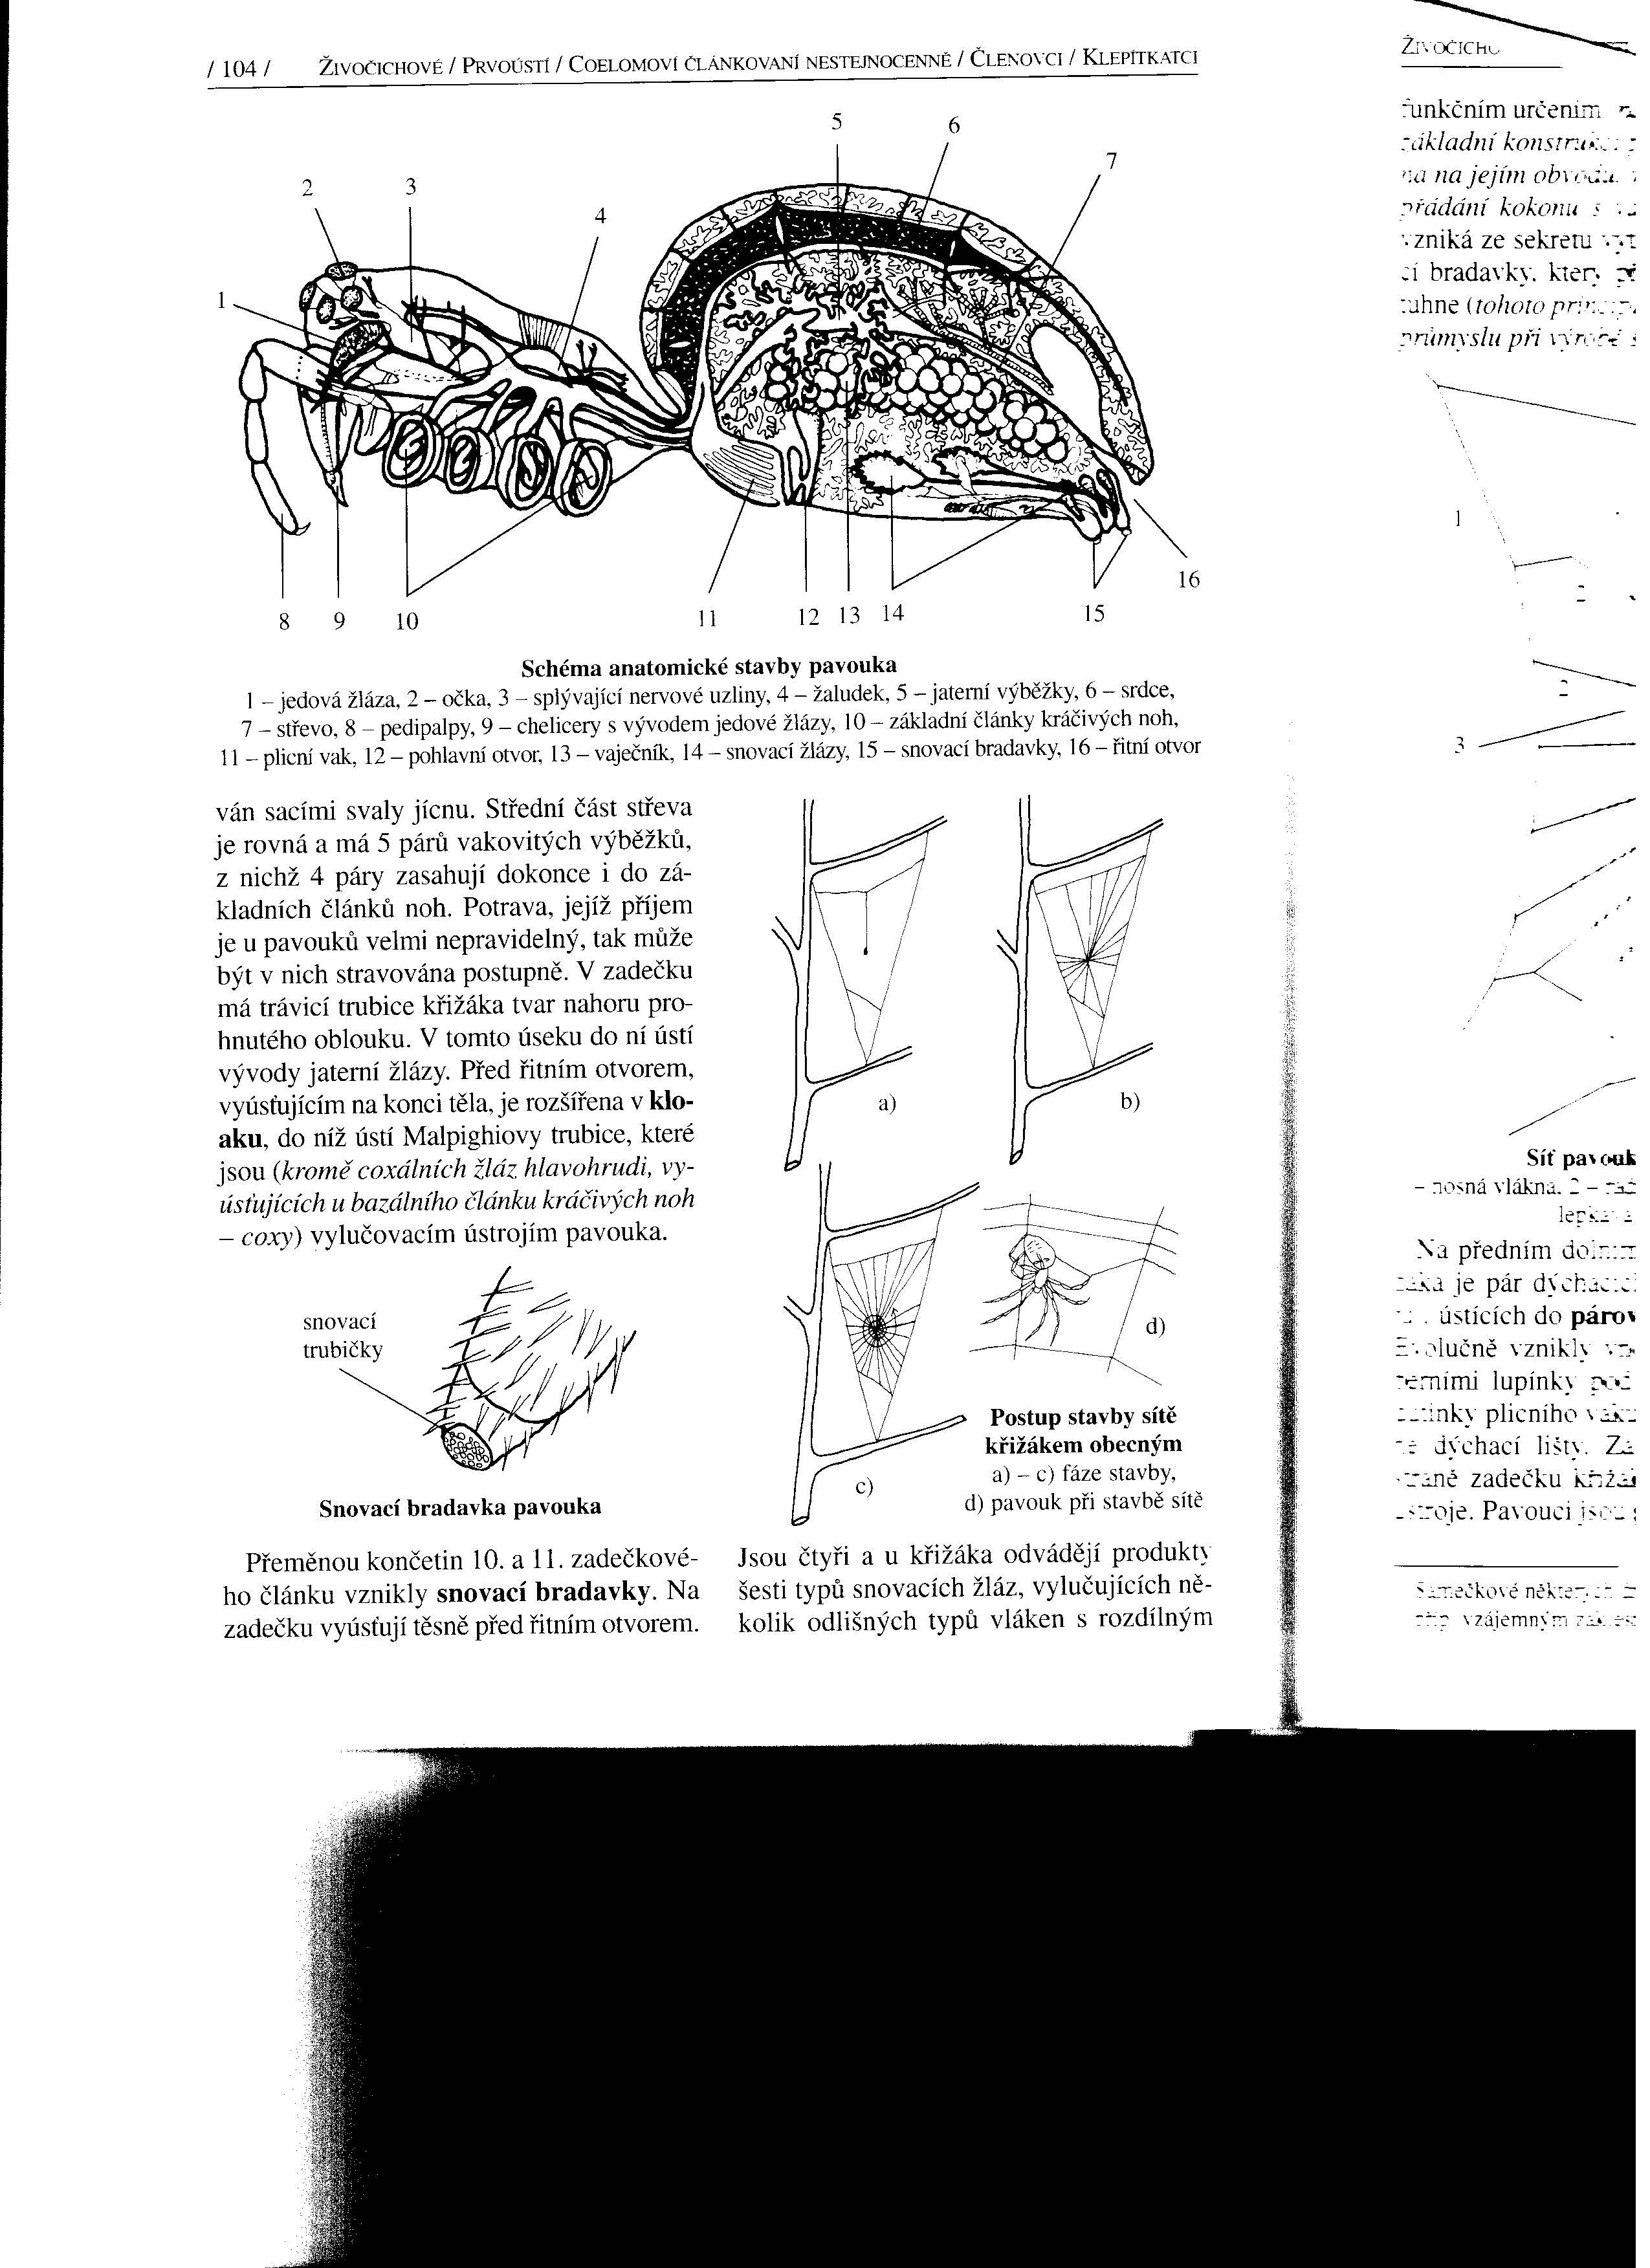 / 104 / ŽIVOČICHOVÉ / PRVOÚSTÍ / COELOMOVÍ ČLÁNKOVANÍ NESTEJNOCENNĚ / ČLENOVCI / KLEPÍTKATCI
5
6
7
2
3
4
1
8
9
10
11
12
13
14
15
16
Schéma anatomické stavby pavouka
1 – jedová žláza, 2 – očka, 3 – splývající nervové uzliny, 4 – žaludek, 5 – jaterní výběžky, 6 – srdce,
7 – střevo, 8 – pedipalpy, 9 – chelicery s vývodem jedové žlázy, 10 – základní články kráčivých noh,
11 – plicní vak, 12 – pohlavní otvor, 13 – vaječník, 14 – snovací žlázy, 15 – snovací bradavky, 16 – řitní otvor
ván sacími svaly jícnu. Střední část střeva
je rovná a má 5 párů vakovitých výběžků,
z nichž 4 páry zasahují dokonce i do zá-
kladních článků noh. Potrava, jejíž příjem
je u pavouků velmi nepravidelný, tak může
být v nich stravována postupně. V zadečku
má trávicí trubice křižáka tvar nahoru pro-
hnutého oblouku. V tomto úseku do ní ústí
vývody jaterní žlázy. Před řitním otvorem,
vyúsťujícím na konci těla, je rozšířena v klo-
aku, do níž ústí Malpighiovy trubice, které
jsou (kromě coxálních žláz hlavohrudi, vy-
úsťujících u bazálního článku kráčivých noh
– coxy) vylučovacím ústrojím pavouka.
snovací
trubičky
Snovací bradavka pavouka
Přeměnou končetin 10. a 11. zadečkové-
ho článku vznikly snovací bradavky. Na
zadečku vyúsťují těsně před řitním otvorem.
a)
b)
c)
d)
Postup stavby sítě
křižákem obecným
a) – c) fáze stavby,
d) pavouk při stavbě sítě
Jsou čtyři a u křižáka odvádějí produkty
šesti typů snovacích žláz, vylučujících ně-
kolik odlišných typů vláken s rozdílným
funkčním určením
základní
na na jejím
předání kokonu s
vzniká ze sekretu
bradavky, který
tuhne (tohoto
průmyslu při
1
2
3
Síť
– nosná vlákna, 2 –
Na předním
je pár
ústících do
vznikly
lupínky
plicního
dýchací lišty.
zadečku
Pavouci jsou
vzájemným